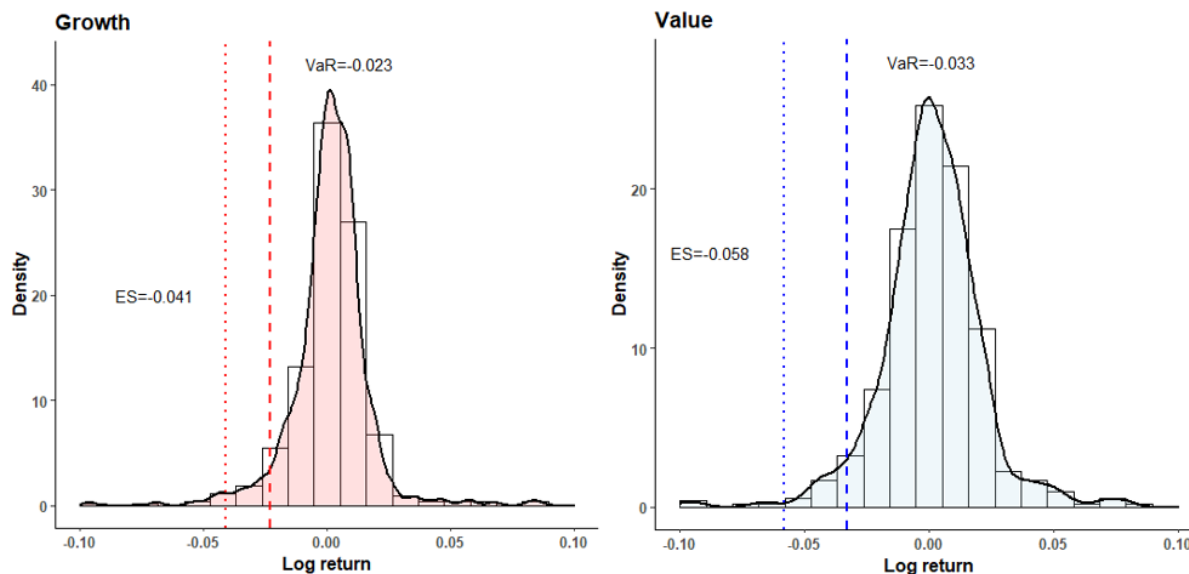 Growth
VaR=-0.023
ES=-0.041
Density
40
30
20
10
0
-0.10
-0.05
0.00
0.05
0.10
Log return
Value
VaR=-0.033
ES=-0.058
Density
20
10
0
-0.10
-0.05
0.00
0.05
0.10
Log return